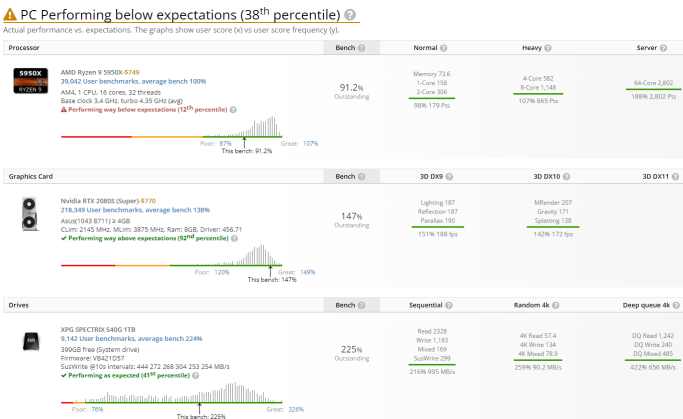 PC Performing below expectations (38th percentile) ?
Actual performance vs. expectations. The graphs show user score (x) vs user score frequency (y).
Processor Bench ? Normal ? Heavy ? Server ?
5950X
RYZEN 9
AMD Ryzen 9 5950X-$749
39,042 User benchmarks, average bench 100%
AM4, 1 CPU, 16 cores, 32 threads
Base clock 3.4 GHz, turbo 4.35 GHz (avg)
Performing way below expectations (12th percentile) ?
Poor: 87% Great: 107%
This bench: 91.2%
91.2%
Outstanding
Memory 73.6
1-Core 158
2-Core 306
98% 179 Pts
4-Core 582
8-Core 1,148
107% 865 Pts
64-Core 2,802
188% 2,802 Pts
Graphics Card Bench ? 3D DX9 ? 3D DX10 ? 3D DX11 ?
Nvidia RTX 2080S (Super)-$770
218,349 User benchmarks, average bench 138%
Asus(1043 8711) ≥ 4GB
CLim: 2145 MHz, MLim: 3875 MHz, Ram: 8GB, Driver: 456.71
Performing way above expectations (92nd percentile) ?
Poor: 120% Great: 149%
This bench: 147%
147%
Outstanding
Lighting 187
Reflection 187
Parallax 190
151% 188 fps
MRender 207
Gravity 171
Splatting 138
142% 172 fps
Drives Bench ? Sequential ? Random 4k ? Deep queue 4k ?
SSD
XPG SPECTRIX S40G 1TB
9,142 User benchmarks, average bench 224%
399GB free (System drive)
Firmware: VB421D57
SusWrite @10s intervals: 444 272 268 304 253 254 MB/s
Performing as expected (41st percentile) ?
Poor: 76% Great: 326%
This bench: 225%
225%
Outstanding
Read 2328
Write 1,183
Mixed 169
SusWrite 299
216% 995 MB/s
4K Read 57.4
4K Write 134
4K Mixed 78.9
259% 90.2 MB/s
DQ Read 1,242
DQ Write 240
DQ Mixed 485
422% 656 MB/s